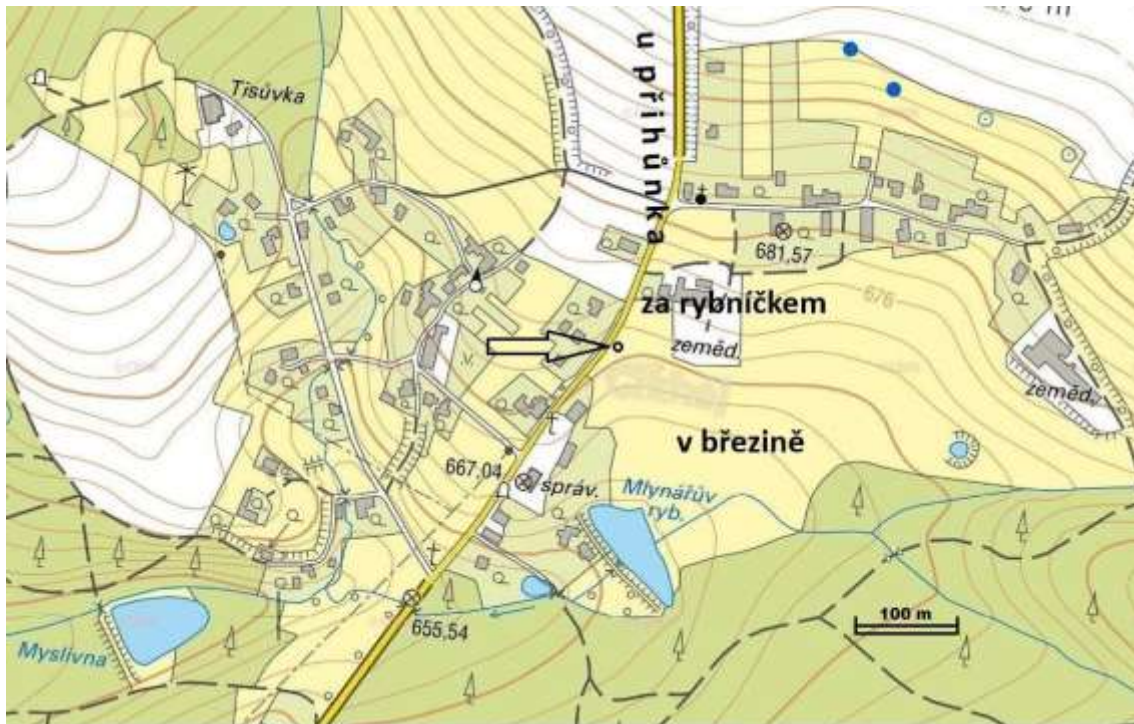 Tisůvka
u přihůnka
681,57
za rybníčkem
676
zeměd.
zeměd.
v březině
667,04
správ.
Mlynářův
ryb.
100 m
655,54
Myslivna